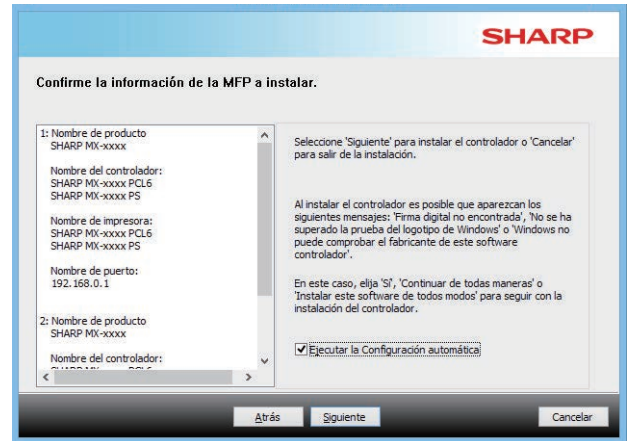 SHARP
Confirme la información de la MFP a instalar.
1: Nombre de producto
SHARP MX-xxxx
Nombre del controlador:
SHARP MX-xxxx PCL6
SHARP MX-xxxx PS
Nombre de impresora:
SHARP MX-xxxx PCL6
SHARP MX-xxxx PS
Nombre de puerto:
192.168.0.1
2: Nombre de producto
SHARP MX-xxxx
Nombre del controlador:
Seleccione 'Siguiente' para instalar el controlador o 'Cancelar'
para salir de la instalación.
Al instalar el controlador es posible que aparezcan los
siguientes mensajes: 'Firma digital no encontrada', 'No se ha
superado la prueba del logotipo de Windows' o 'Windows no
puede comprobar el fabricante de este software
controlador'.
En este caso, elija 'Sí', 'Continuar de todas maneras' o
'Instalar este software de todos modos' para seguir con la
instalación del controlador.
Ejecutar la Configuración automática
Atrás
Siguiente
Cancelar